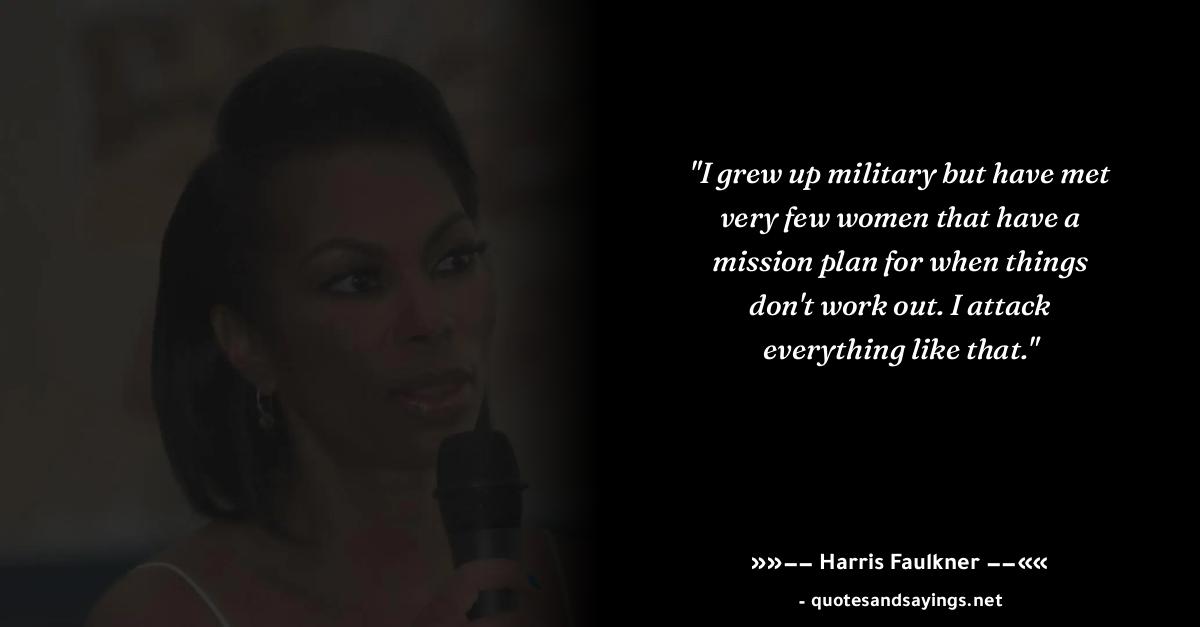 "I grew up military but have met
very few women that have a
mission plan for when things
don't work out. I attack
everything like that."
»»–– Harris Faulkner ––««
- quotesandsayings.net